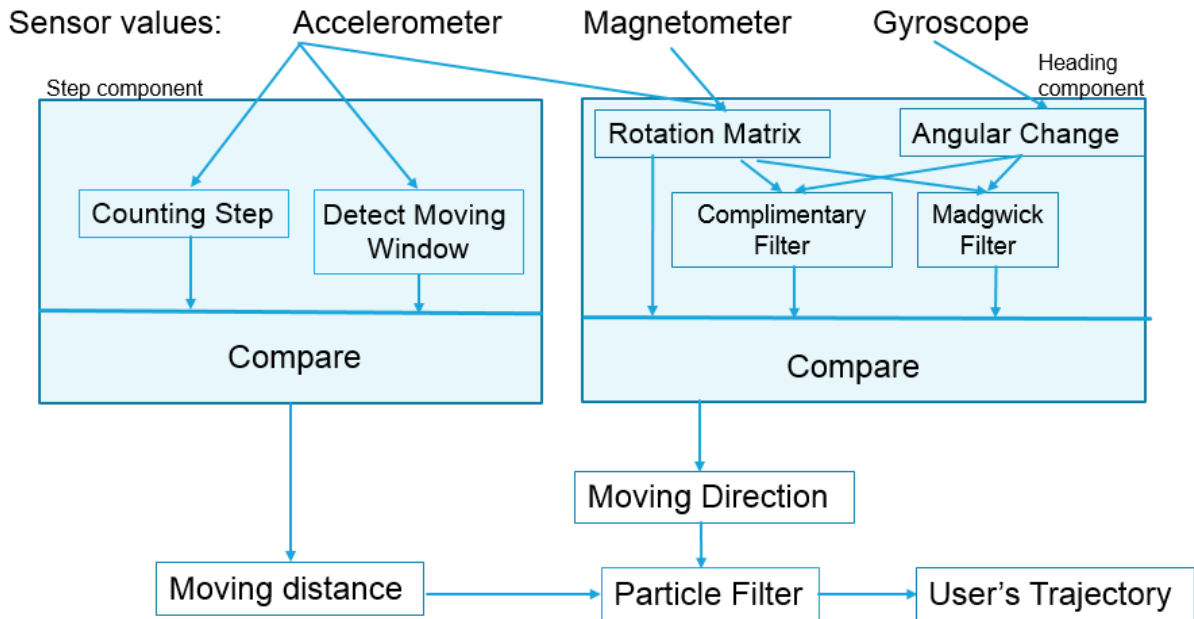 Sensor values: Accelerometer Magnetometer Gyroscope
Step component
Heading
component
Rotation Matrix
Angular Change
Counting Step
Detect Moving
Window
Complimentary
Filter
Madgwick
Filter
Compare
Compare
Moving Direction
Moving distance
Particle Filter
User's Trajectory